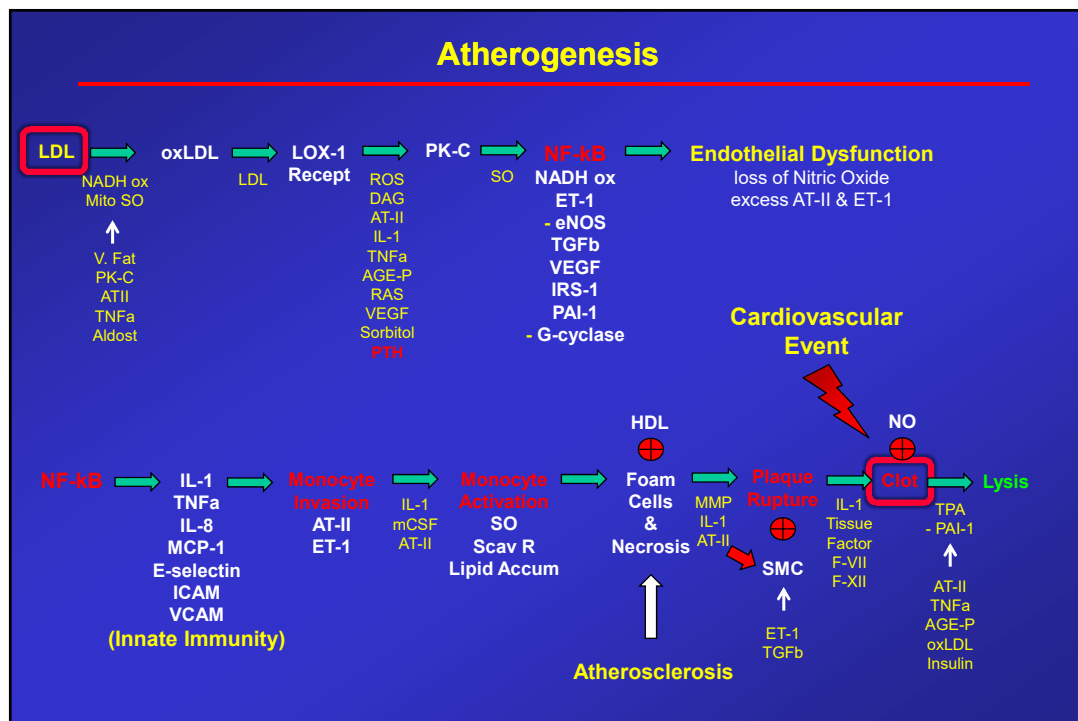 Atherogenesis
LDL
NADH ox
Mito SO
V. Fat
PK-C
ATII
TNFa
Aldost
oxLDL
LDL
LOX-1
Recept
ROS
DAG
AT-II
IL-1
TNFa
AGE-P
RAS
VEGF
Sorbitol
PTH
PK-C
SO
NF-kB
NADH ox
ET-1
- eNOS
TGFb
VEGF
IRS-1
PAI-1
- G-cyclase
Endothelial Dysfunction
loss of Nitric Oxide
excess AT-II & ET-1
Cardiovascular
Event
NF-kB
IL-1
TNFa
IL-8
MCP-1
E-selectin
ICAM
VCAM
(Innate Immunity)
Monocyte
Invasion
AT-II
ET-1
IL-1
mCSF
AT-II
Monocyte
Activation
SO
Scav R
Lipid Accum
HDL
Foam
Cells
&
Necrosis
Atherosclerosis
MMP
IL-1
AT-II
Plaque
Rupture
SMC
ET-1
TGFb
IL-1
Tissue
Factor
F-VII
F-XII
NO
Clot
TPA
- PAI-1
AT-II
TNFa
AGE-P
oxLDL
Insulin
Lysis